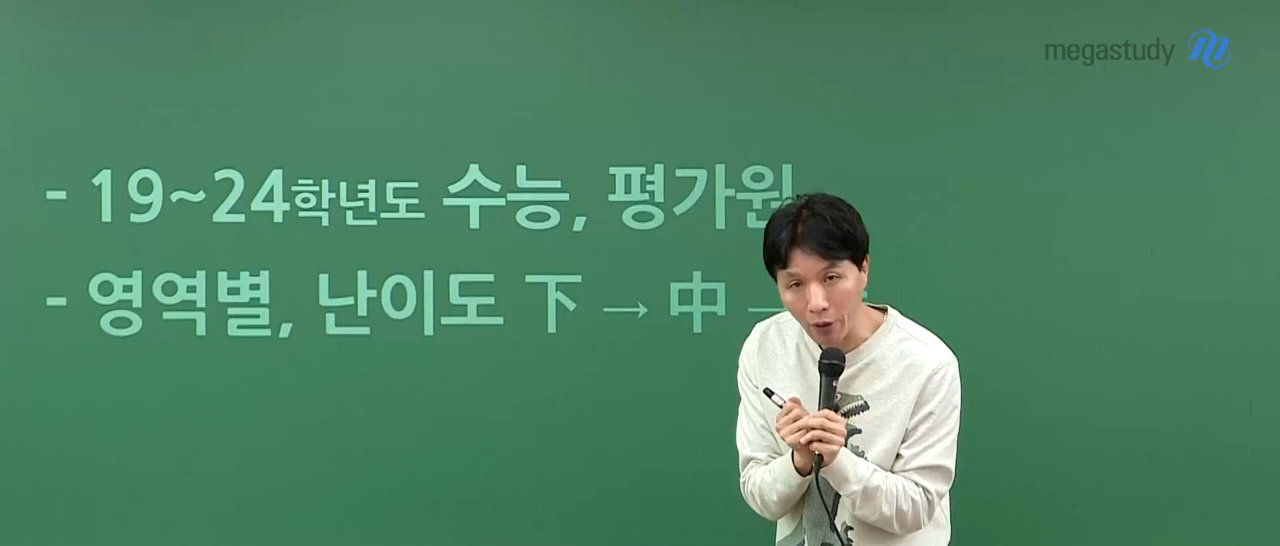 megastudy
- 19~24학년도 수능, 평가원
- 영역별, 난이도 下 → 中 →